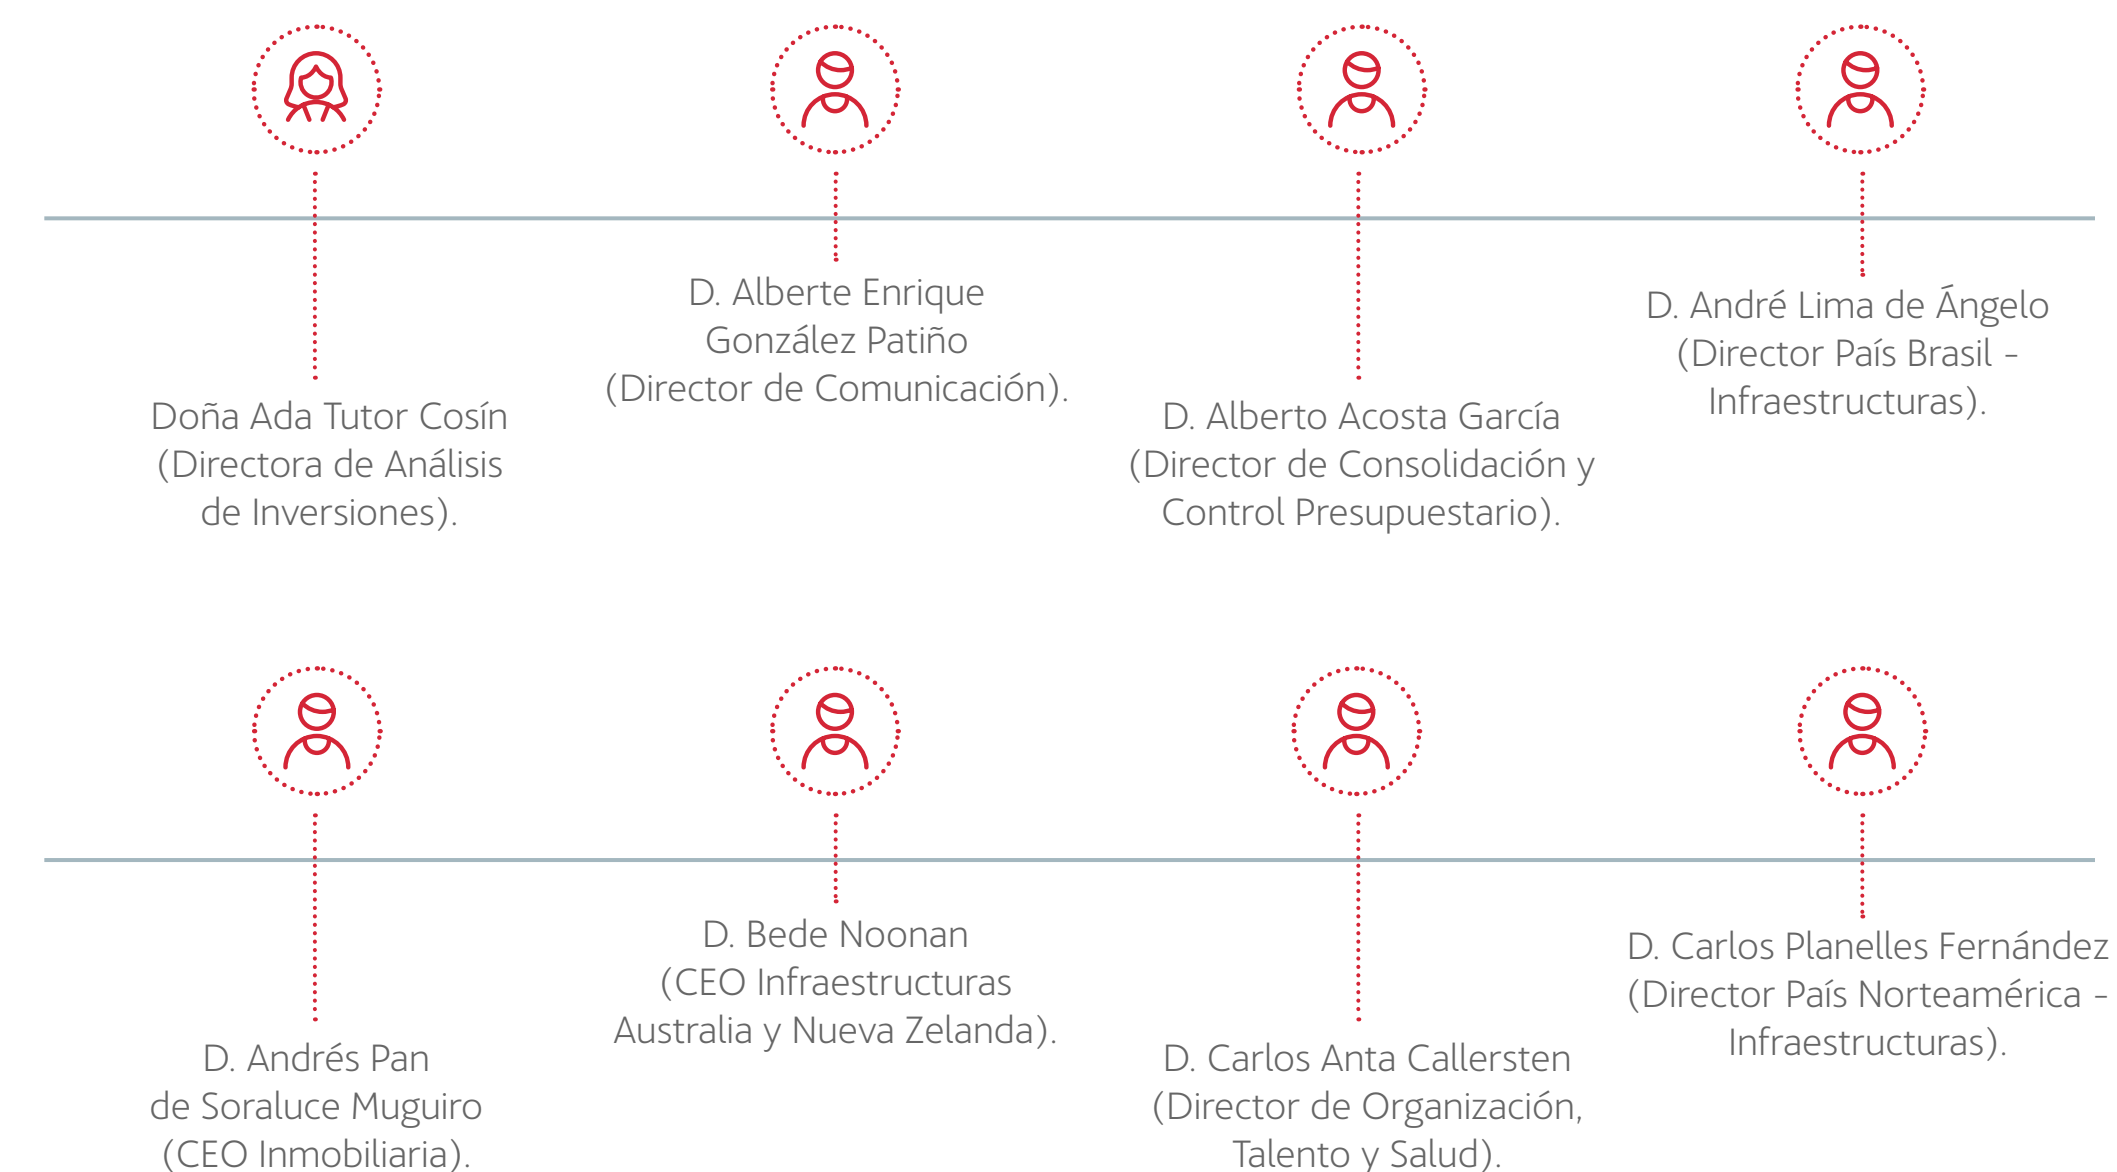 Doña Ada Tutor Cosín
(Directora de Análisis
de Inversiones).
D. Alberte Enrique
González Patiño
(Director de Comunicación).
D. Alberto Acosta García
(Director de Consolidación y
Control Presupuestario).
D. André Lima de Ángelo
(Director País Brasil -
Infraestructuras).
D. Andrés Pan
de Soraluce Muguiro
(CEO Inmobiliaria).
D. Bede Noonan
(CEO Infraestructuras
Australia y Nueva Zelanda).
D. Carlos Anta Callersten
(Director de Organización,
Talento y Salud).
D. Carlos Planelles Fernández
(Director País Norteamérica -
Infraestructuras).